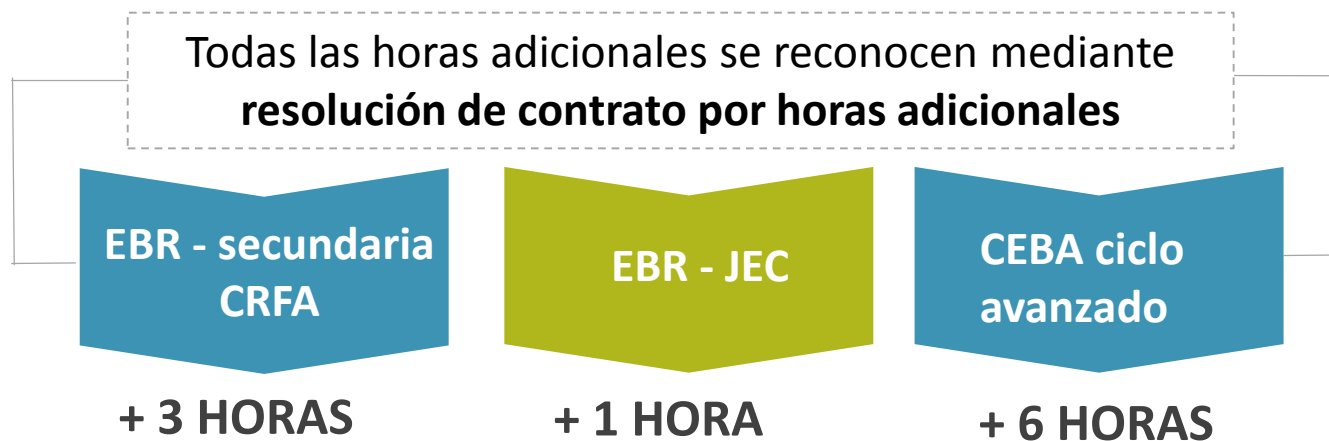 Todas las horas adicionales se reconocen mediante
resolución de contrato por horas adicionales
EBR - secundaria
CRFA
EBR - JEC
CEBA ciclo
avanzado
+ 3 HORAS
+ 1 HORA
+ 6 HORAS